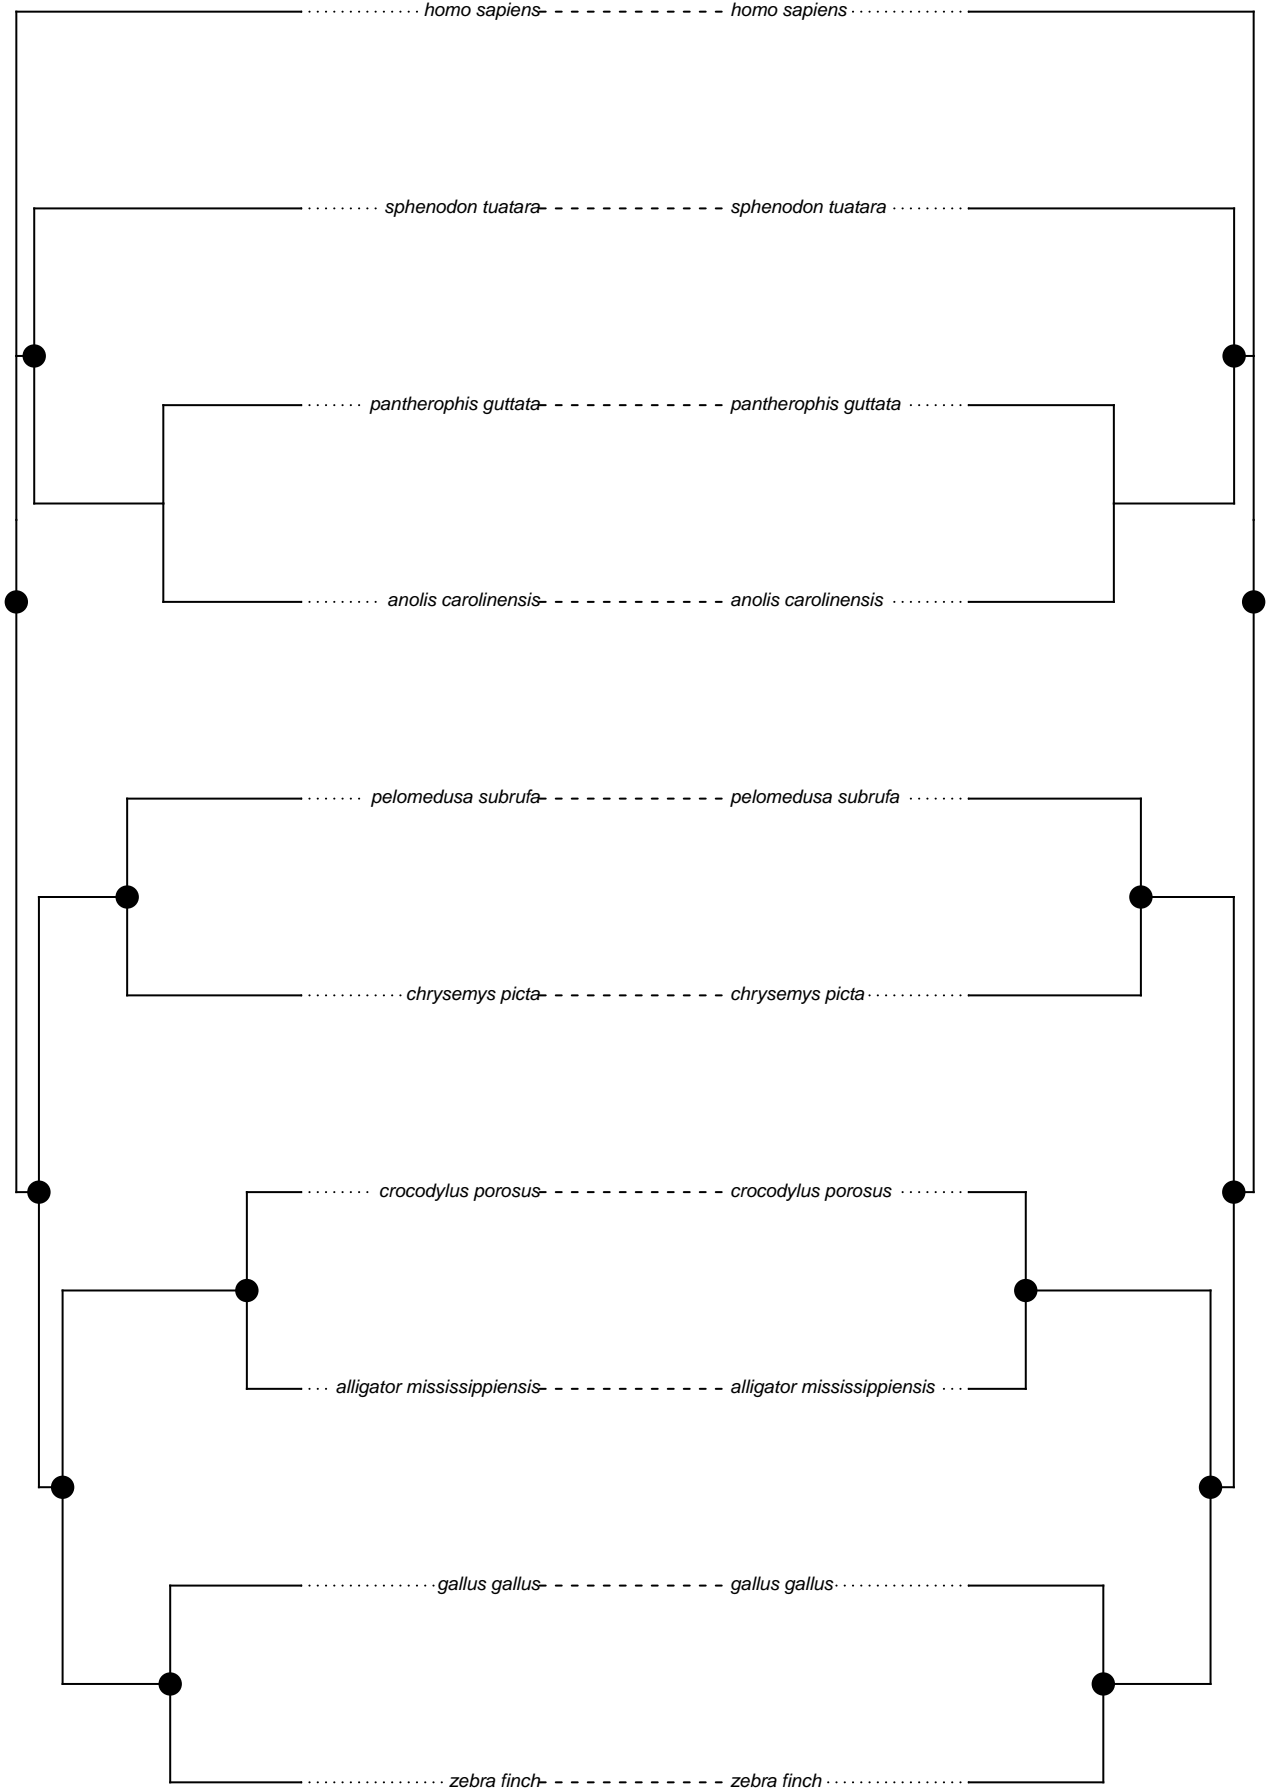 homo sapiens homo sapiens
sphenodon tuatara sphenodon tuatara
pantherophis guttata pantherophis guttata
anolis carolinensis anolis carolinensis
pelomedusa subrufa pelomedusa subrufa
chrysemys picta chrysemys picta
crocodylus porosus crocodylus porosus
alligator mississippiensis alligator mississippiensis
gallus gallus gallus gallus
zebra finch zebra finch